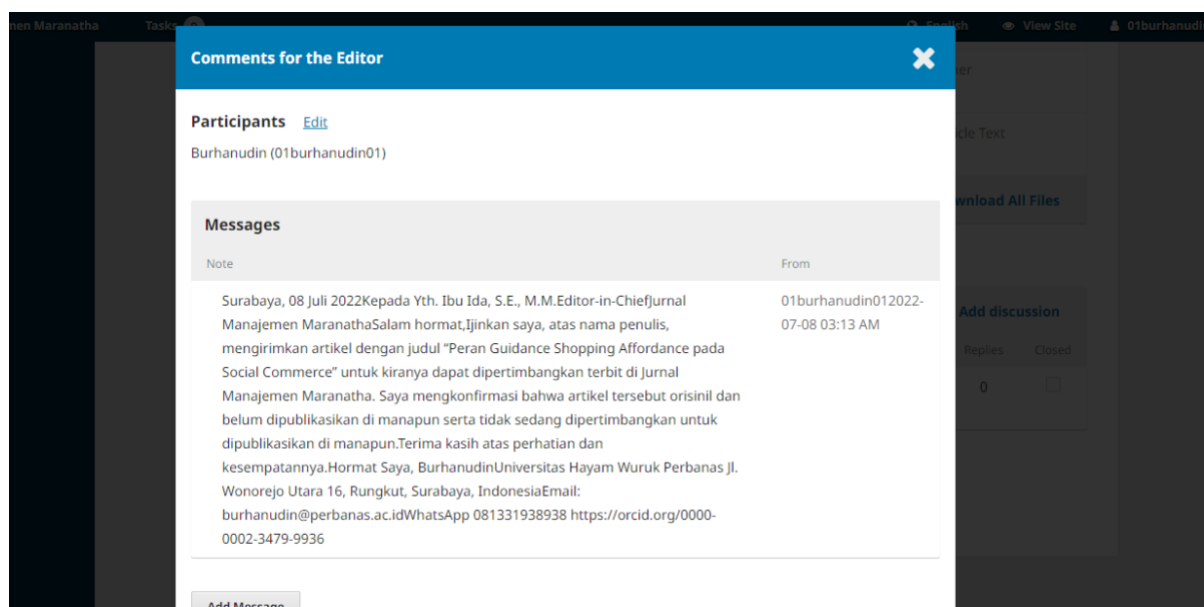 men Maranatha Tasks 0 English View Site 01burhanudi
Comments for the Editor
Participants Edit
Burhanudin (01burhanudin01)
Messages
Note From
Surabaya, 08 Juli 2022Kepada Yth. Ibu Ida, S.E., M.M.Editor-in-ChiefJurnal
Manajemen MaranathaSalam hormat,Ijinkan saya, atas nama penulis,
mengirimkan artikel dengan judul “Peran Guidance Shopping Affordance pada
Social Commerce” untuk kiranya dapat dipertimbangkan terbit di Jurnal
Manajemen Maranatha. Saya mengkonfirmasi bahwa artikel tersebut orisinil dan
belum dipublikasikan di manapun serta tidak sedang dipertimbangkan untuk
dipublikasikan di manapun.Terima kasih atas perhatian dan
kesempatannya.Hormat Saya, BurhanudinUniversitas Hayam Wuruk Perbanas Jl.
Wonorejo Utara 16, Rungkut, Surabaya, IndonesiaEmail:
burhanudin@perbanas.ac.idWhatsApp 081331938938 https://orcid.org/0000-
0002-3479-9936
01burhanudin012022-
07-08 03:13 AM
Add Message
her
icle Text
wnload All Files
Add discussion
Replies Closed
0